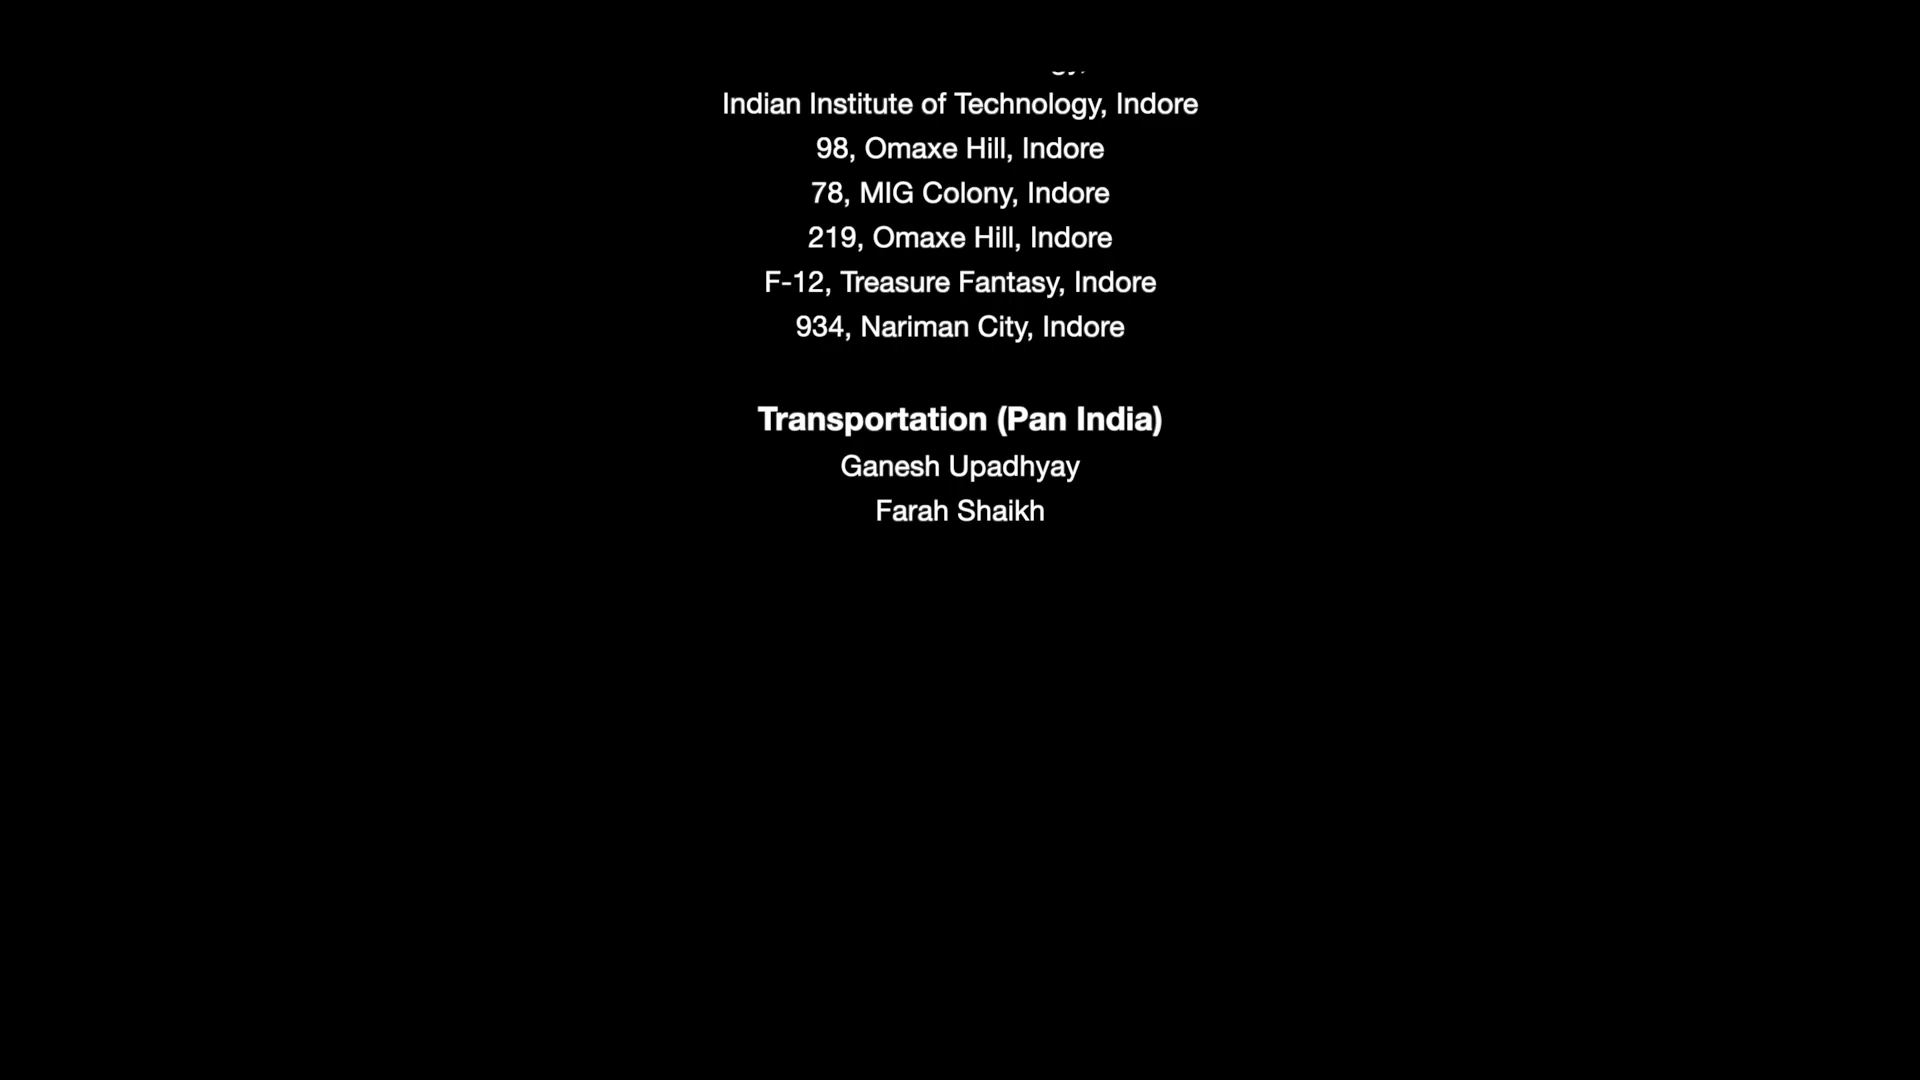 Indian Institute of Technology, Indore
98, Omaxe Hill, Indore
78, MIG Colony, Indore
219, Omaxe Hill, Indore
F-12, Treasure Fantasy, Indore
934, Nariman City, Indore
Transportation (Pan India)
Ganesh Upadhyay
Farah Shaikh